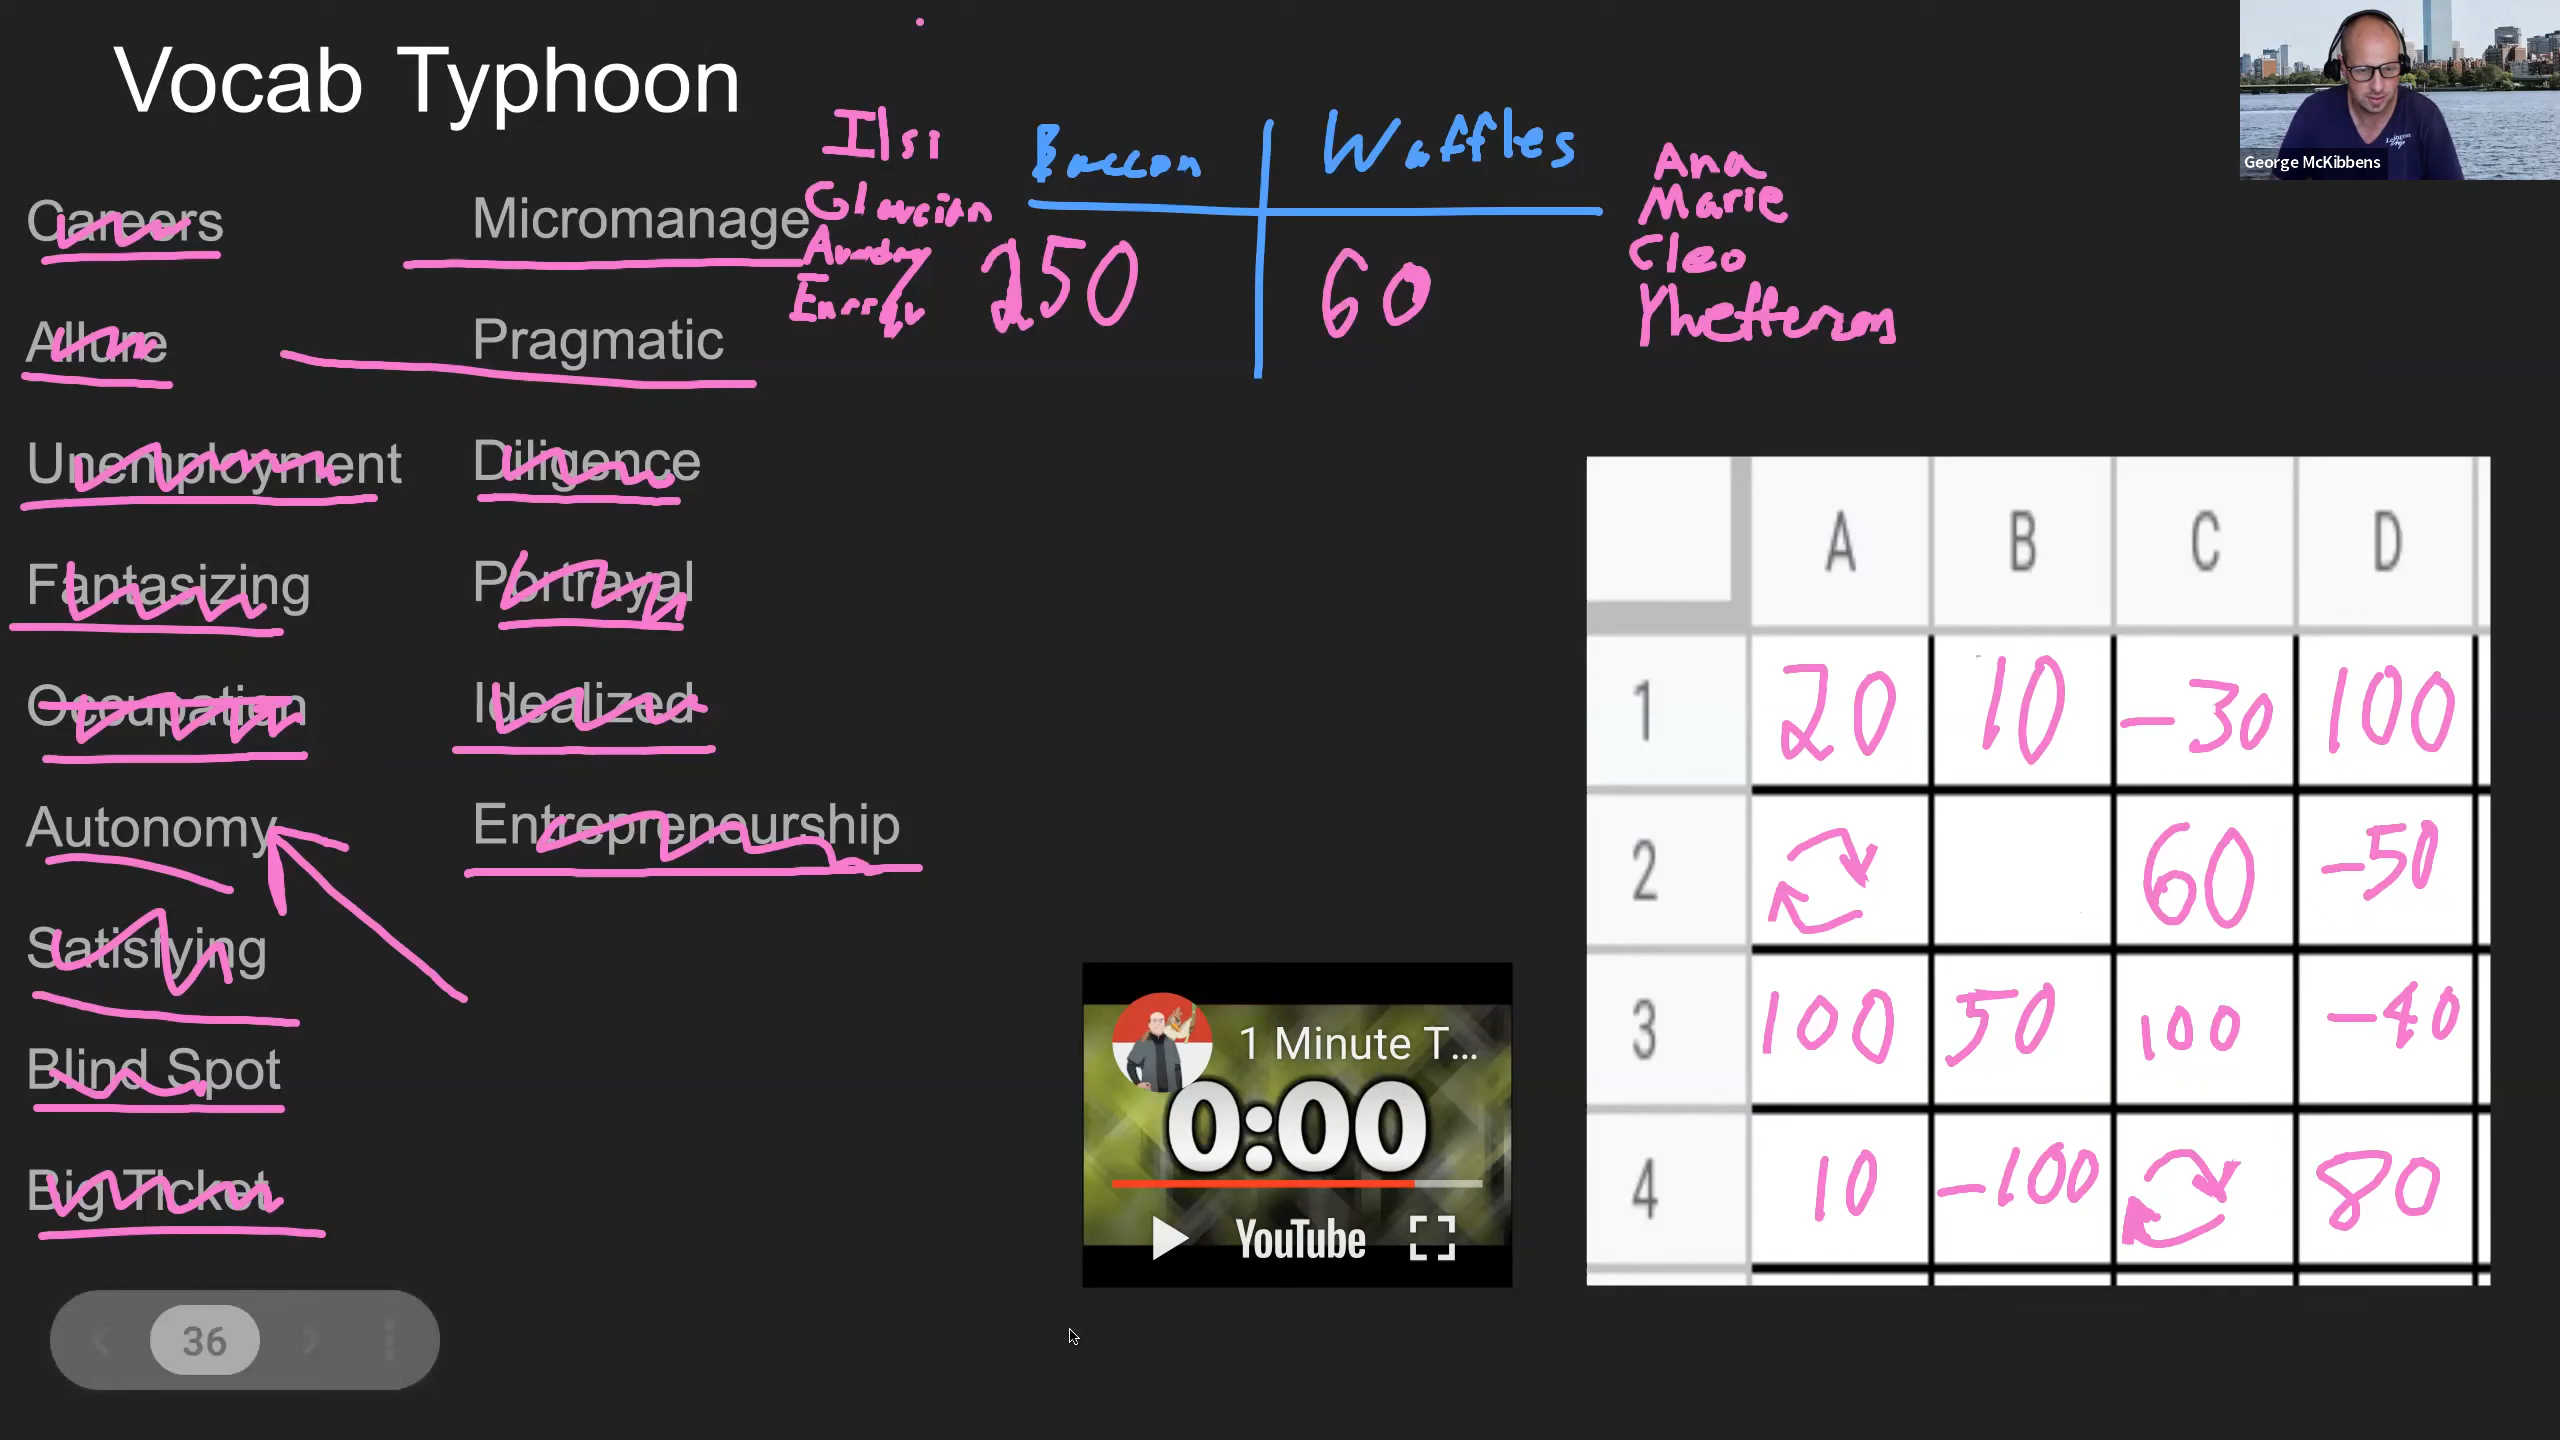 Vocab Typhoon
Careers
Allure
Unemployment
Fantasizing
Occupation
Autonomy
Satisfying
Blind Spot
Big Ticket
Micromanage
Pragmatic
Diligence
Portrayal
Idealized
Entrepreneurship
Ilsi
Audrey
Bacon
Waffles
250
60
Ana
Marie
Cleo
Yhefferson
George McKibbens
A B C D
1 20 10 -30 100
2 60 -50
3 100 50 100 -40
4 10 -100 80
1 Minute T...
0:00
YouTube
36